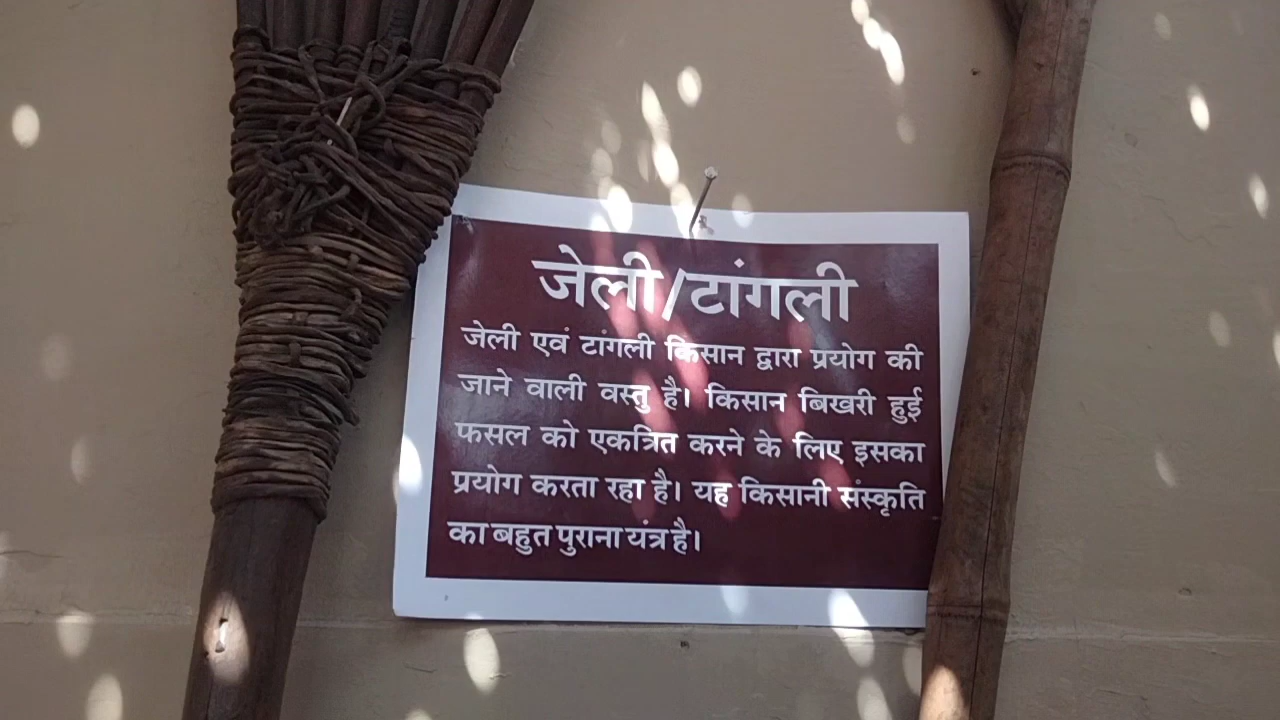 जेली/टांगली
जेली एवं टांगली किसान द्वारा प्रयोग की
जाने वाली वस्तु है। किसान बिखरी हुई
फसल को एकत्रित करने के लिए इसका
प्रयोग करता रहा है। यह किसानी संस्कृति
का बहुत पुराना यंत्र है।